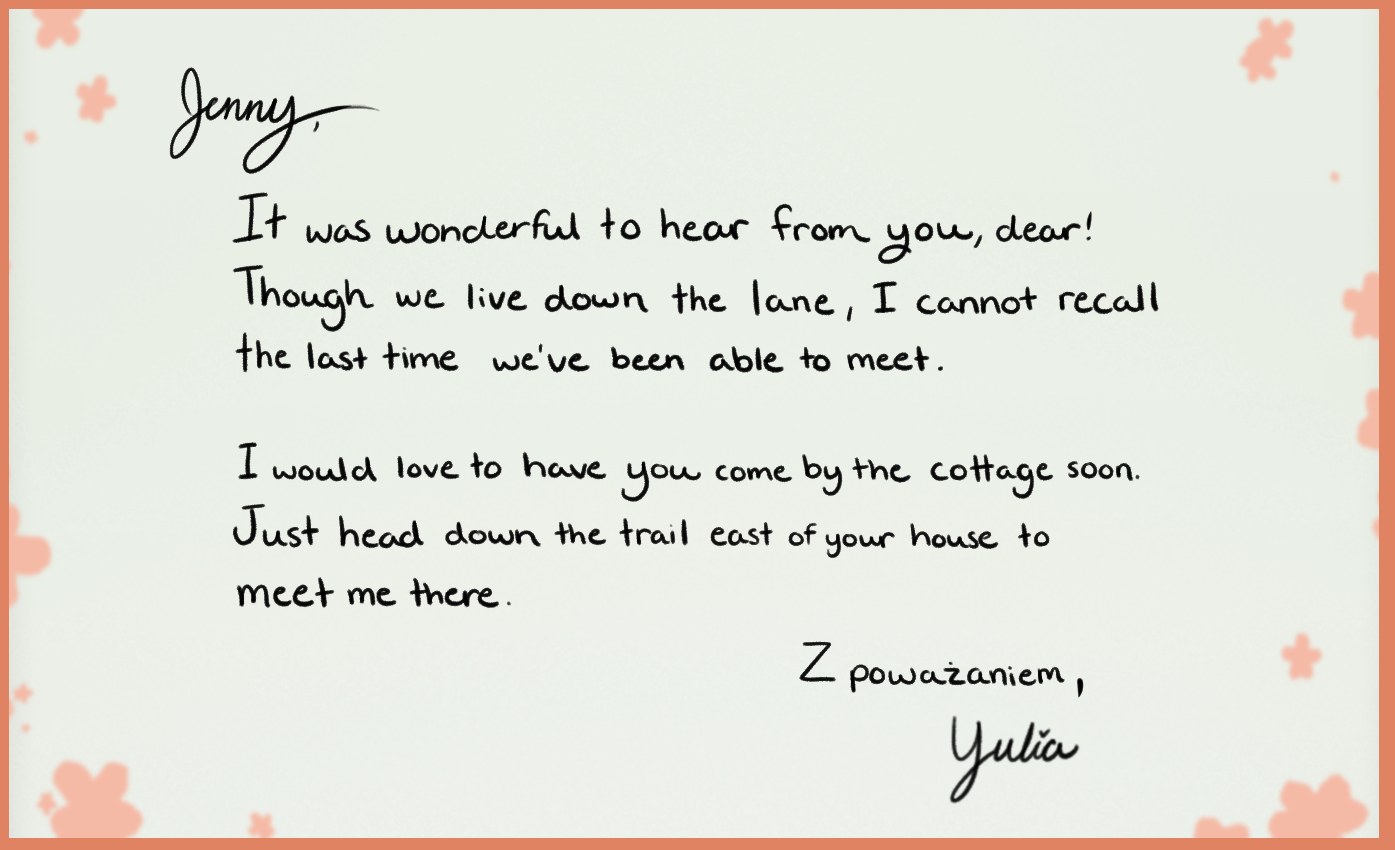 Jenny,
It was wonderful to hear from you, dear!
Though we live down the lane, I cannot recall
the last time we've been able to meet.
I would love to have you come by the cottage soon.
Just head down the trail east of your house to
meet me there.
Z poważaniem,
Yulia